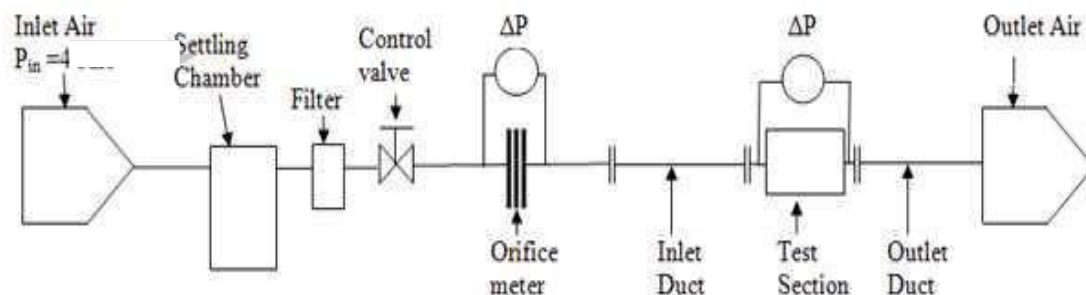 Inlet Air
P_in =4
Settling
Chamber
Filter
Control
valve
ΔP
ΔP
Outlet Air
Orifice
meter
Inlet
Duct
Test
Section
Outlet
Duct